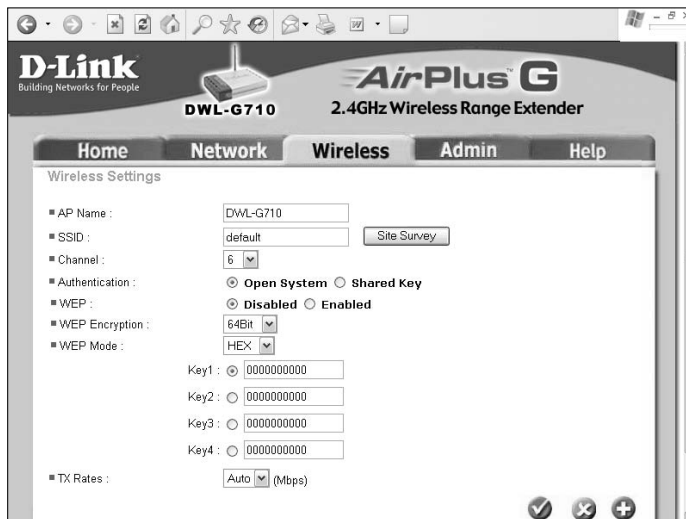 D-Link
Building Networks for People
DWL-G710
AirPlus™ G
2.4GHz Wireless Range Extender
Home Network Wireless Admin Help
Wireless Settings
AP Name : DWL-G710
SSID : default Site Survey
Channel : 6
Authentication : Open System Shared Key
WEP : Disabled Enabled
WEP Encryption : 64Bit
WEP Mode : HEX
Key1 : 0000000000
Key2 : 0000000000
Key3 : 0000000000
Key4 : 0000000000
TX Rates : Auto (Mbps)